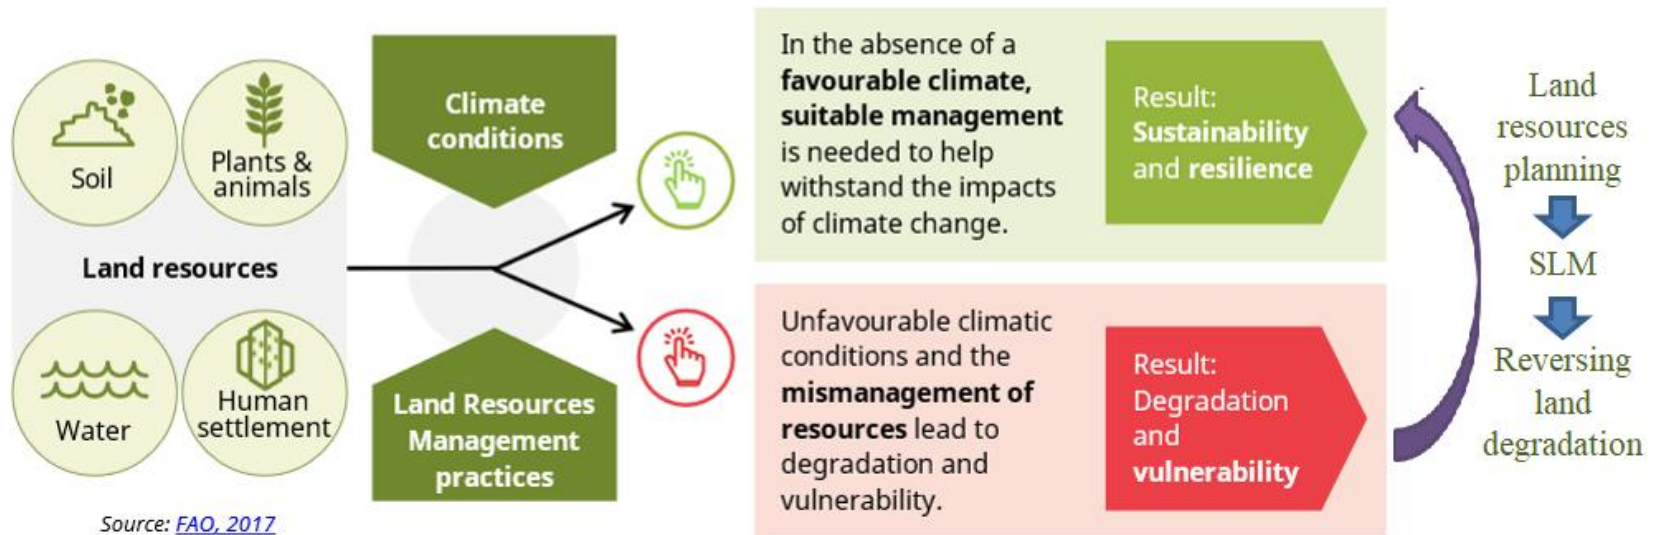 Soil
Plants &
animals
Land resources
Water
Human
settlement
Source: FAO, 2017
Climate
conditions
Land Resources
Management
practices
In the absence of a
favourable climate,
suitable management
is needed to help
withstand the impacts
of climate change.
Result:
Sustainability
and resilience
Unfavourable climatic
conditions and the
mismanagement of
resources lead to
degradation and
vulnerability.
Result:
Degradation
and
vulnerability
Land
resources
planning
SLM
Reversing
land
degradation